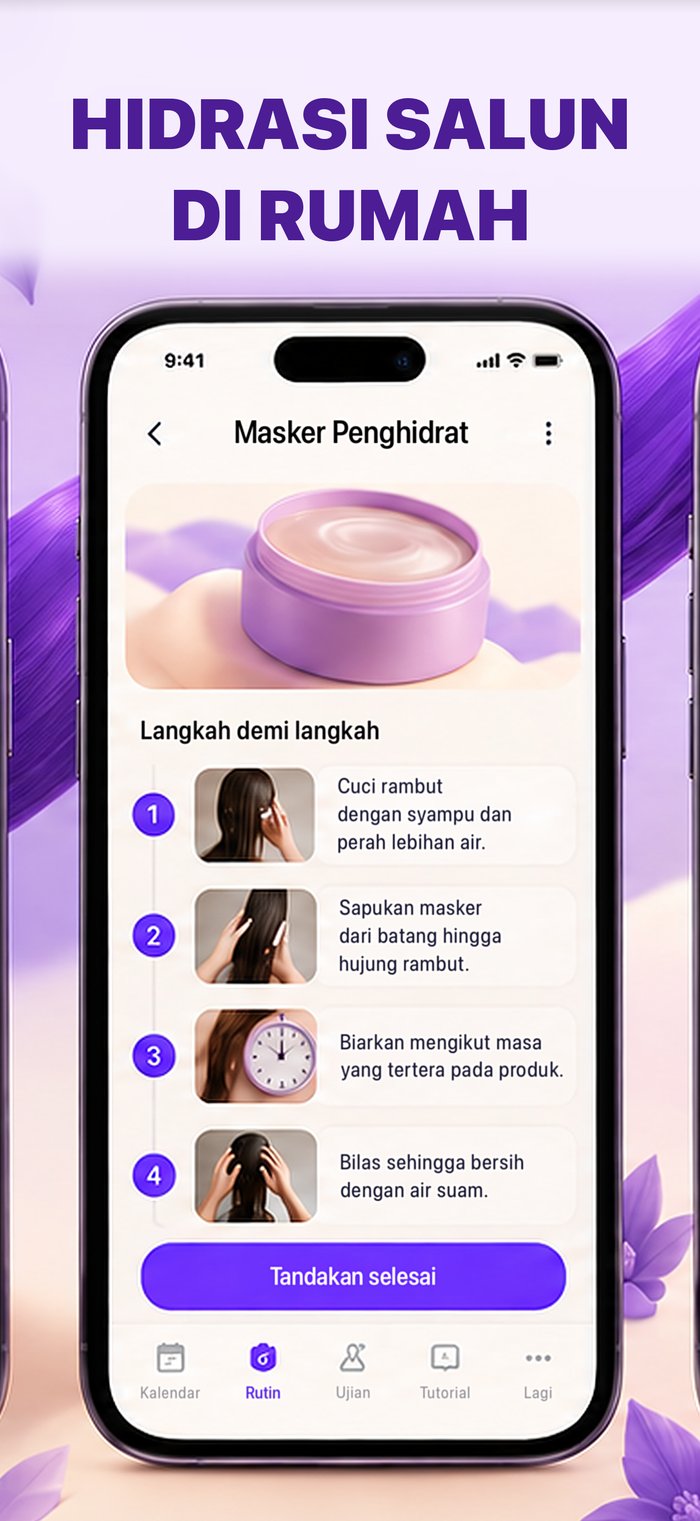 HIDRASI SALUN
DI RUMAH
9:41
Masker Penghidrat
Langkah demi langkah
1
Cuci rambut
dengan syampu dan
perah lebihan air.
2
Sapukan masker
dari batang hingga
hujung rambut.
3
Biarkan mengikut masa
yang tertera pada produk.
4
Bilas sehingga bersih
dengan air suam.
Tandakan selesai
Kalendar
Rutin
Ujian
Tutorial
Lagi